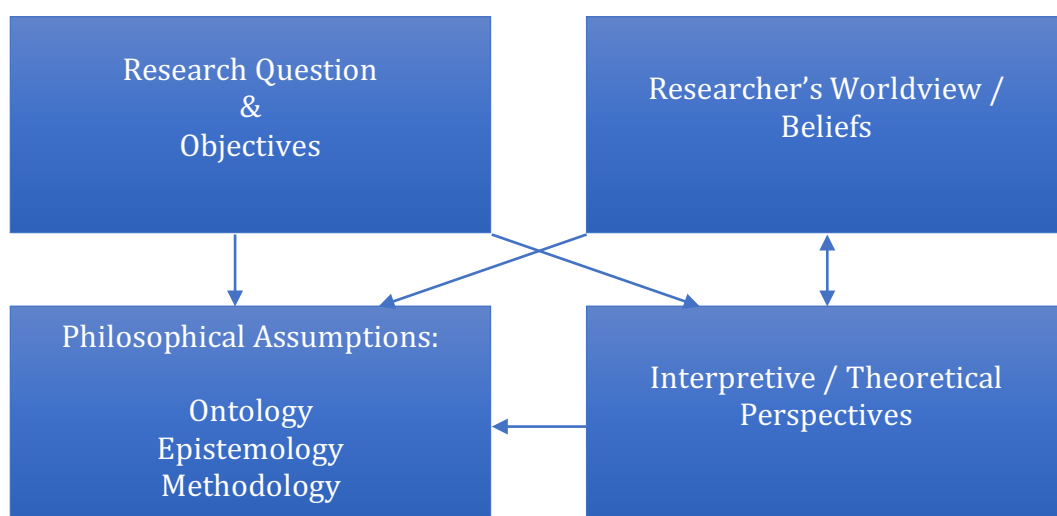 Research Question
&
Objectives
Researcher’s Worldview /
Beliefs
Philosophical Assumptions:
Ontology
Epistemology
Methodology
Interpretive / Theoretical
Perspectives